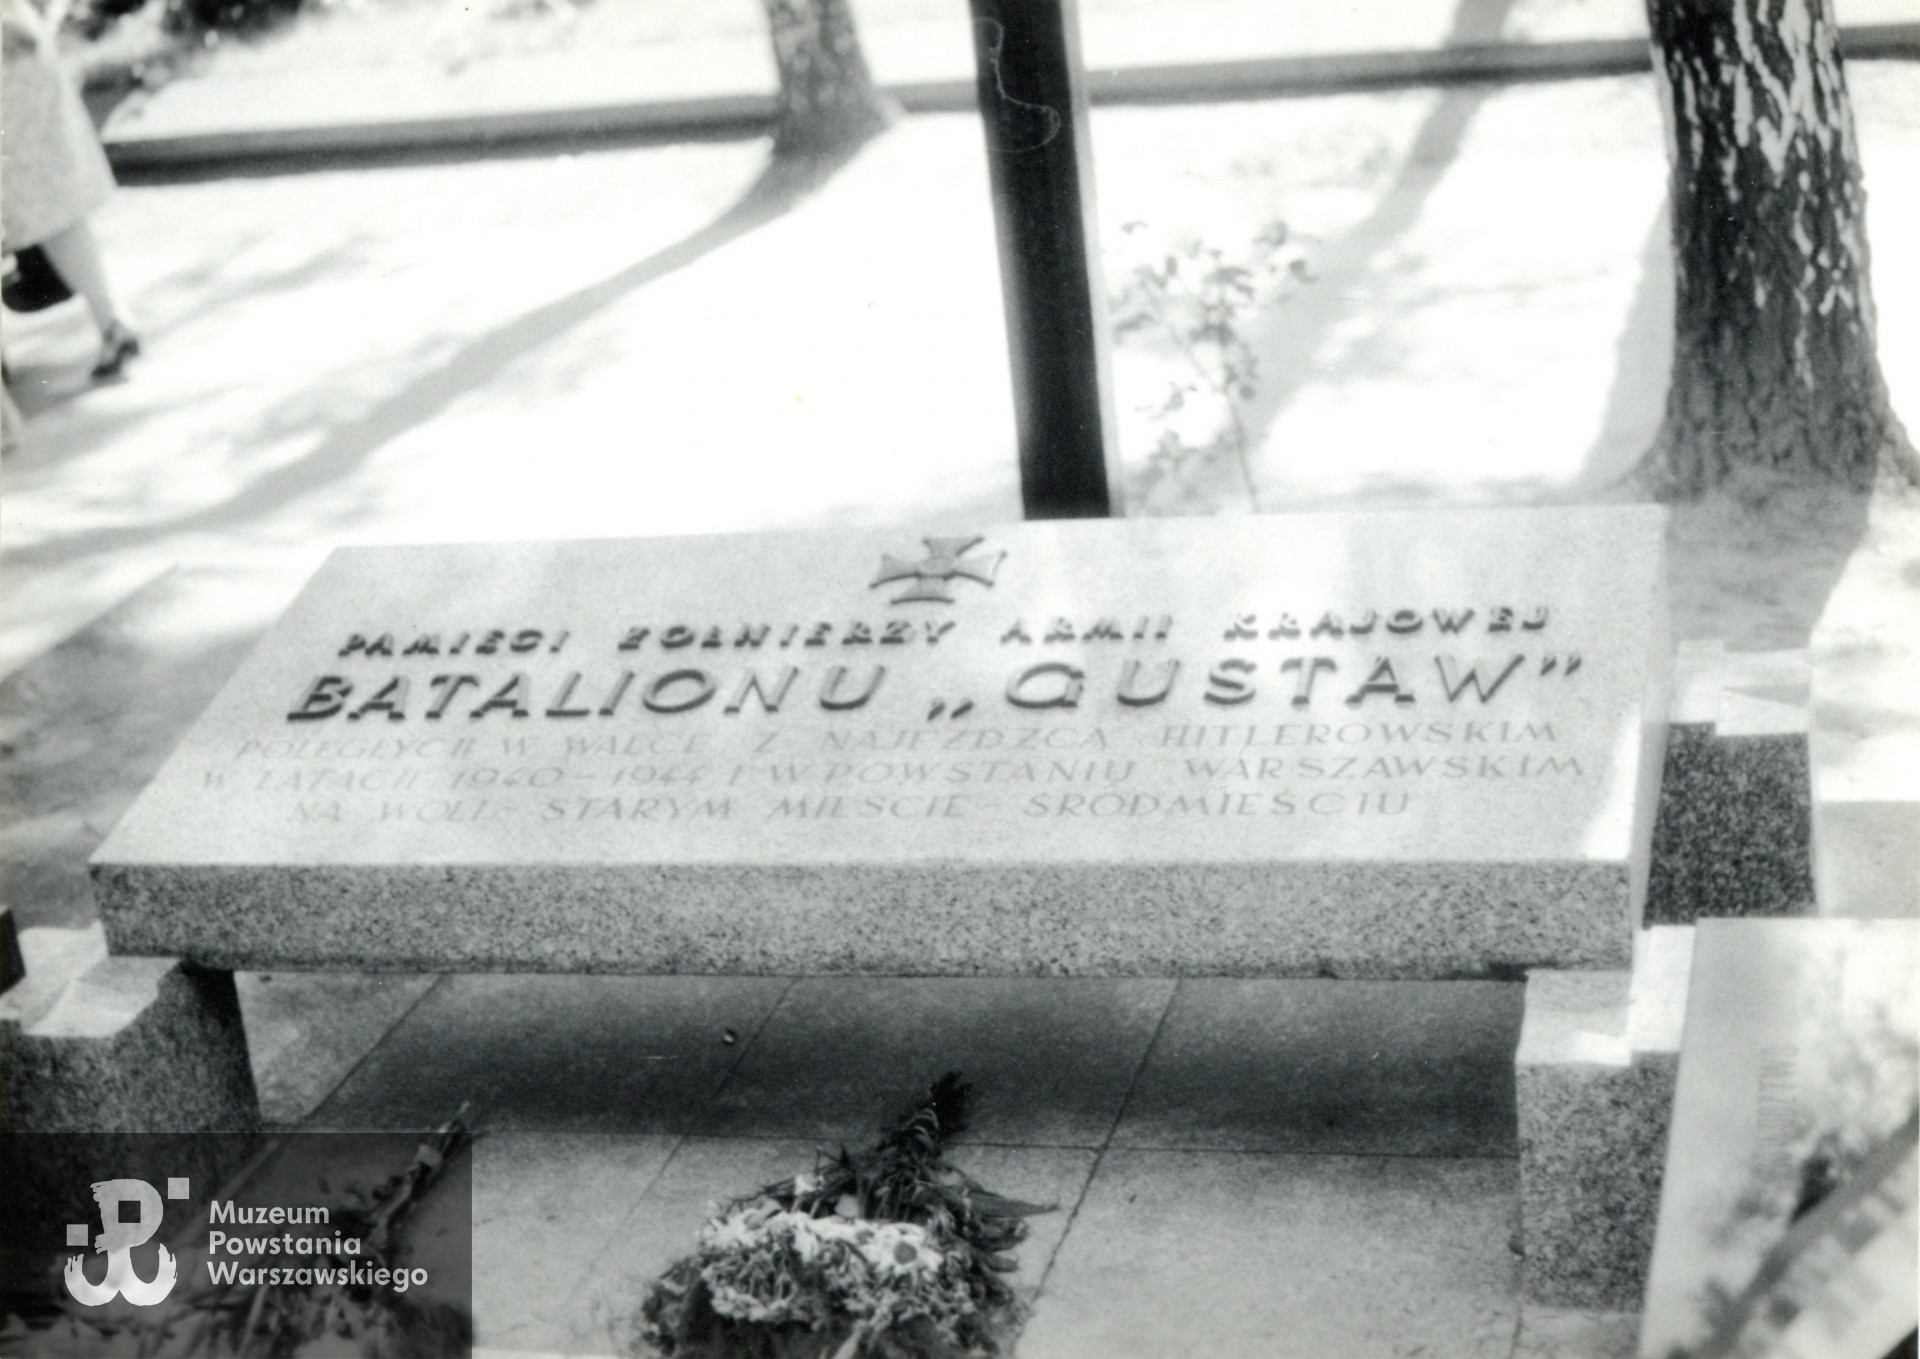 PAMIĘCI ŻOŁNIERZY ARMII KRAJOWEJ
BATALIONU „GUSTAW”
POLEGŁYCH W WALCE Z NAJEŹDZCĄ HITLEROWSKIM
W LATACH 1940-1944 I W POWSTANIU WARSZAWSKIM
NA WOLI - STARYM MIEŚCIE - ŚRÓDMIEŚCIU
Muzeum
Powstania
Warszawskiego